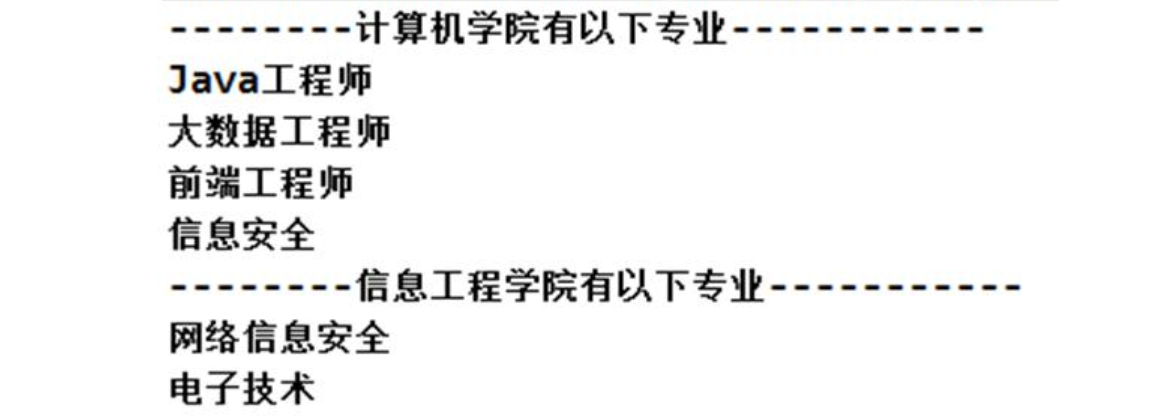 --------计算机学院有以下专业-----------
Java工程师
大数据工程师
前端工程师
信息安全
--------信息工程学院有以下专业-----------
网络信息安全
电子技术